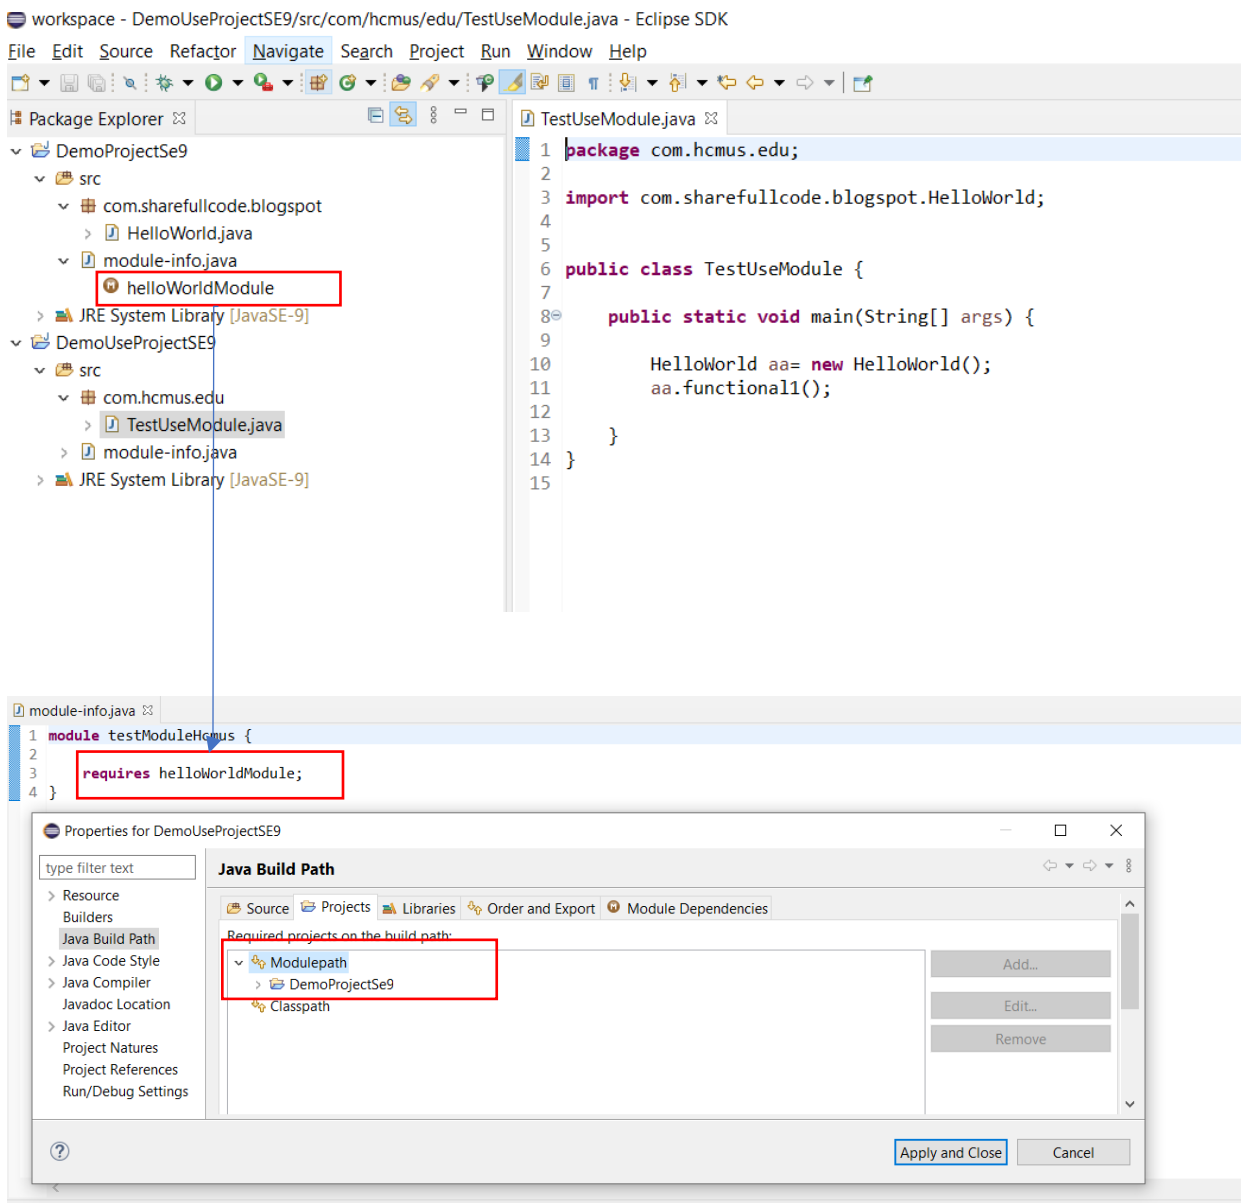 workspace - DemoUseProjectSE9/src/com/hcmus/edu/TestUseModule.java - Eclipse SDK
File Edit Source Refactor Navigate Search Project Run Window Help
Package Explorer
DemoProjectSe9
src
com.sharefullcode.blogspot
HelloWorld.java
module-info.java
helloWorldModule
JRE System Library [JavaSE-9]
DemoUseProjectSE9
src
com.hcmus.edu
TestUseModule.java
module-info.java
JRE System Library [JavaSE-9]
TestUseModule.java
1 package com.hcmus.edu;
2
3 import com.sharefullcode.blogspot.HelloWorld;
4
5
6 public class TestUseModule {
7
8 public static void main(String[] args) {
9
10 HelloWorld aa= new HelloWorld();
11 aa.functional1();
12
13 }
14 }
15
module-info.java
1 module testModuleHcmus {
2
3 requires helloWorldModule;
4 }
Properties for DemoUseProjectSE9
type filter text
Resource
Builders
Java Build Path
Java Code Style
Java Compiler
Javadoc Location
Java Editor
Project Natures
Project References
Run/Debug Settings
Java Build Path
Source Projects Libraries Order and Export Module Dependencies
Required projects on the build path:
Modulepath
DemoProjectSe9
Classpath
Add...
Edit...
Remove
Apply and Close Cancel